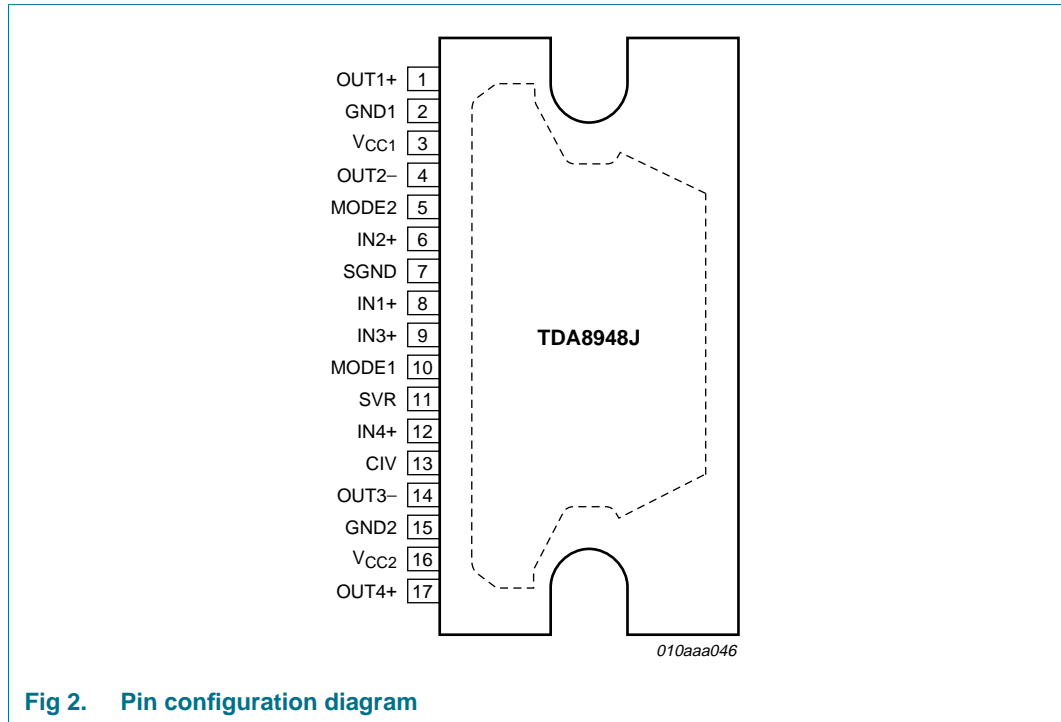 OUT1+ 1
GND1 2
VCC1 3
OUT2− 4
MODE2 5
IN2+ 6
SGND 7
IN1+ 8
IN3+ 9
TDA8948J
MODE1 10
SVR 11
IN4+ 12
CIV 13
OUT3− 14
GND2 15
VCC2 16
OUT4+ 17
010aaa046
Fig 2. Pin configuration diagram